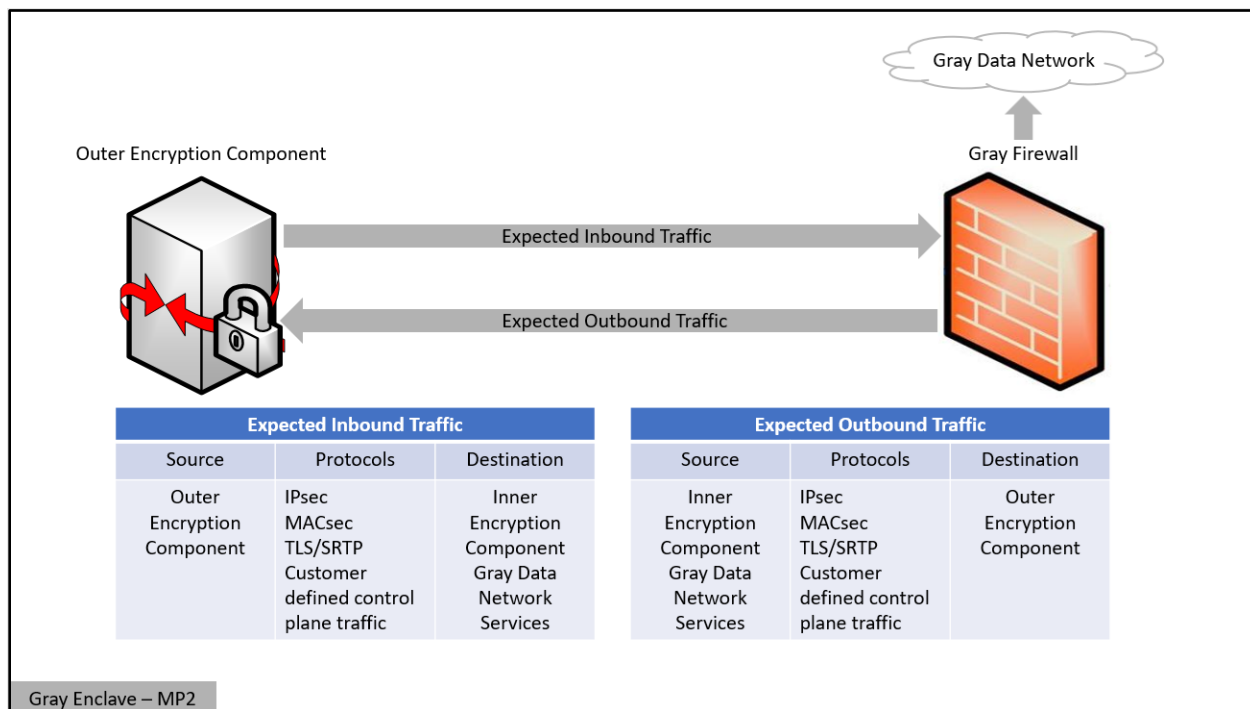 Gray Data Network
Outer Encryption Component
Gray Firewall
Expected Inbound Traffic
Expected Outbound Traffic
Expected Inbound Traffic
Source Protocols Destination
Outer IPsec Inner
Encryption MACsec Encryption
Component TLS/SRTP Component
Customer Gray Data
defined control Network
plane traffic Services
Expected Outbound Traffic
Source Protocols Destination
Inner IPsec Outer
Encryption MACsec Encryption
Component TLS/SRTP Component
Gray Data Customer
Network defined control
Services plane traffic
Gray Enclave – MP2